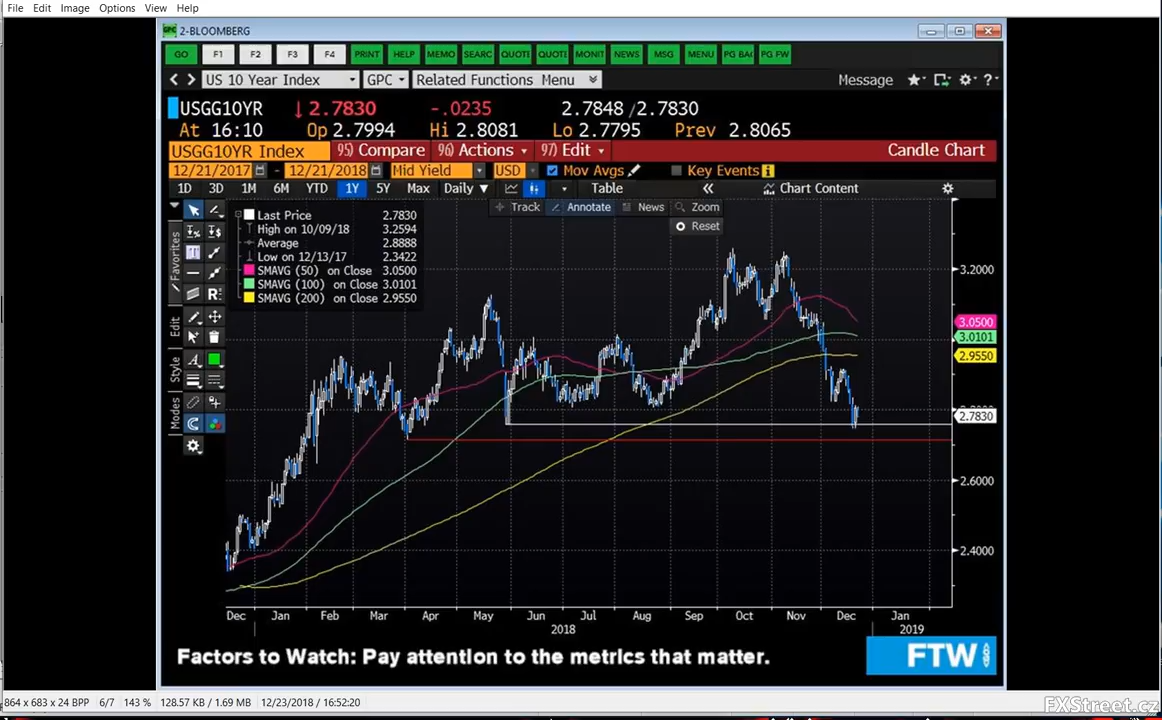 File Edit Image Options View Help
2-BLOOMBERG
GO F1 F2 F3 F4 PRINT HELP MEMO SEARC QUOTI QUOTI MONIT NEWS MSG MENU PG BAC PG FW
US 10 Year Index GPC Related Functions Menu Message
USGG10YR ↓ 2.7830 -.0235 2.7848 /2.7830
At 16:10 Op 2.7994 Hi 2.8081 Lo 2.7795 Prev 2.8065
USGG10YR Index 95) Compare 96) Actions 97) Edit Candle Chart
12/21/2017 - 12/21/2018 Mid Yield USD Mov Avgs Key Events
1D 3D 1M 6M YTD 1Y 5Y Max Daily ▼ Table « Chart Content
Track Annotate News Zoom
Reset
Last Price 2.7830
High on 10/09/18 3.2594
Average 2.8888
Low on 12/13/17 2.3422
SMAVG (50) on Close 3.0500
SMAVG (100) on Close 3.0101
SMAVG (200) on Close 2.9550
Favorites
Edit
Style
Modes
3.2000
3.0500
3.0101
2.9550
2.7830
2.6000
2.4000
Dec Jan Feb Mar Apr May Jun Jul Aug Sep Oct Nov Dec Jan
2018 2019
Factors to Watch: Pay attention to the metrics that matter.
FTW
864 x 683 x 24 BPP 6/7 143 % 128.57 KB / 1.69 MB 12/23/2018 / 16:52:20
FXStreet.cz